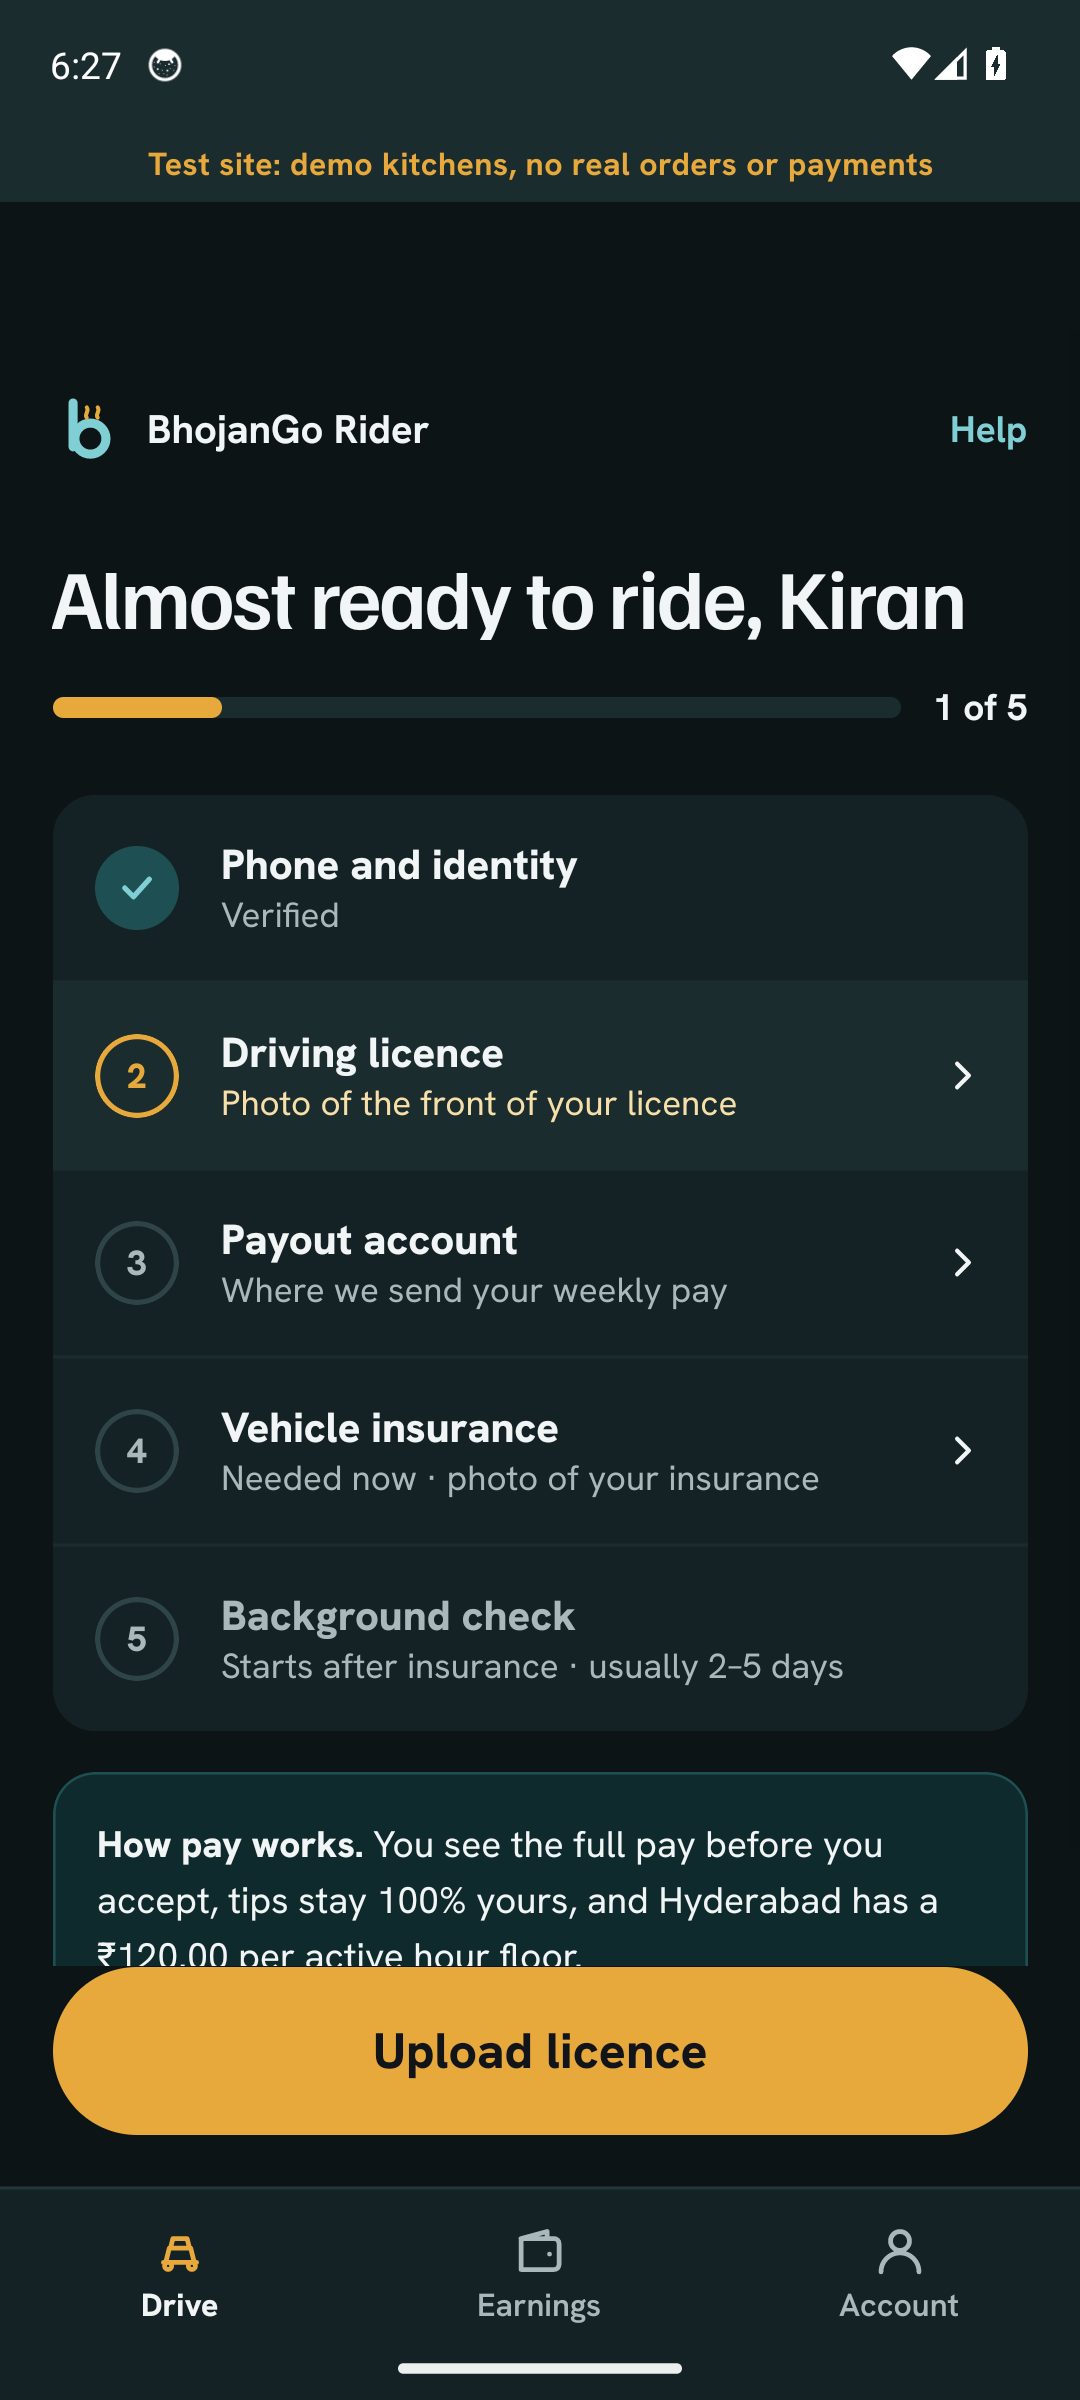 6:27
Test site: demo kitchens, no real orders or payments
BhojanGo Rider
Help
Almost ready to ride, Kiran
1 of 5
Phone and identity
Verified
2
Driving licence
Photo of the front of your licence
3
Payout account
Where we send your weekly pay
4
Vehicle insurance
Needed now · photo of your insurance
5
Background check
Starts after insurance · usually 2–5 days
How pay works. You see the full pay before you
accept, tips stay 100% yours, and Hyderabad has a
₹120.00 per active hour floor.
Upload licence
Drive
Earnings
Account